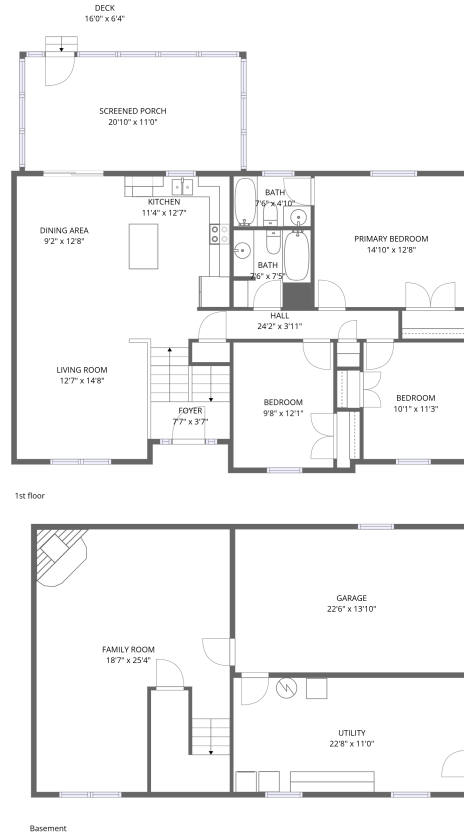 DECK
16'0" x 6'4"
SCREENED PORCH
20'10" x 11'0"
KITCHEN
11'4" x 12'7"
BATH
7'6" x 4'10"
DINING AREA
9'2" x 12'8"
PRIMARY BEDROOM
14'10" x 12'8"
BATH
7'6" x 7'5"
HALL
24'2" x 3'11"
LIVING ROOM
12'7" x 14'8"
FOYER
7'7" x 3'7"
BEDROOM
9'8" x 12'1"
BEDROOM
10'1" x 11'3"
1st floor
GARAGE
22'6" x 13'10"
FAMILY ROOM
18'7" x 25'4"
UTILITY
22'8" x 11'0"
Basement